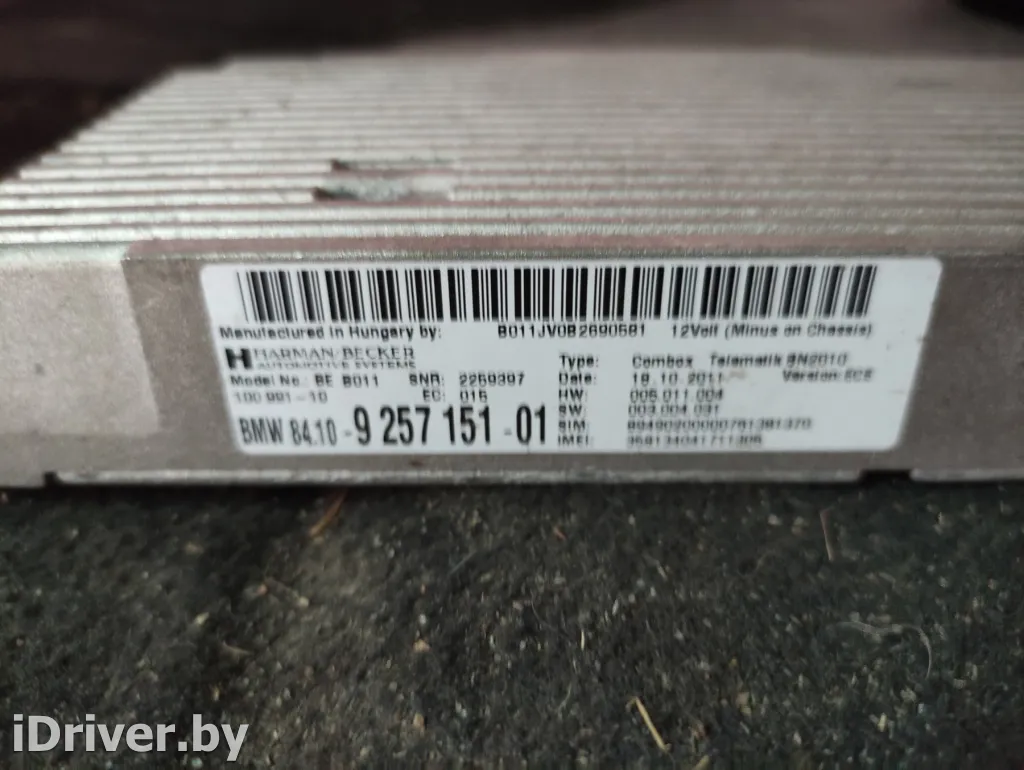 Manufactured in Hungary by: B011JV0B2690581 12Volt (Minus on Chassis)
HARMAN/BECKER
AUTOMOTIVE SYSTEMS
Type: Combox Telematik SN2010
Model No: BE B011 SNR: 2259397 Date: 19.10.2011 Version: ECE
100 991-10 EC: 015 HW: 005.011.004
SW: 003.004.031
BMW 84.10 - 9 257 151 - 01
SIM:
IMEI:
iDriver.by